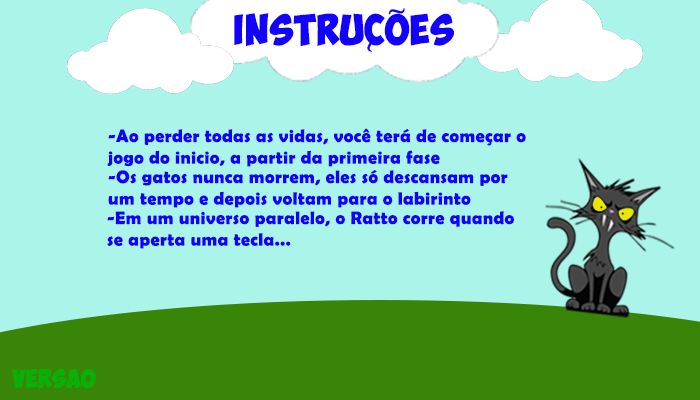 INSTRUÇÕES
-Ao perder todas as vidas, você terá de começar o
jogo do inicio, a partir da primeira fase
-Os gatos nunca morrem, eles só descansam por
um tempo e depois voltam para o labirinto
-Em um universo paralelo, o Ratto corre quando
se aperta uma tecla...
VERSAO